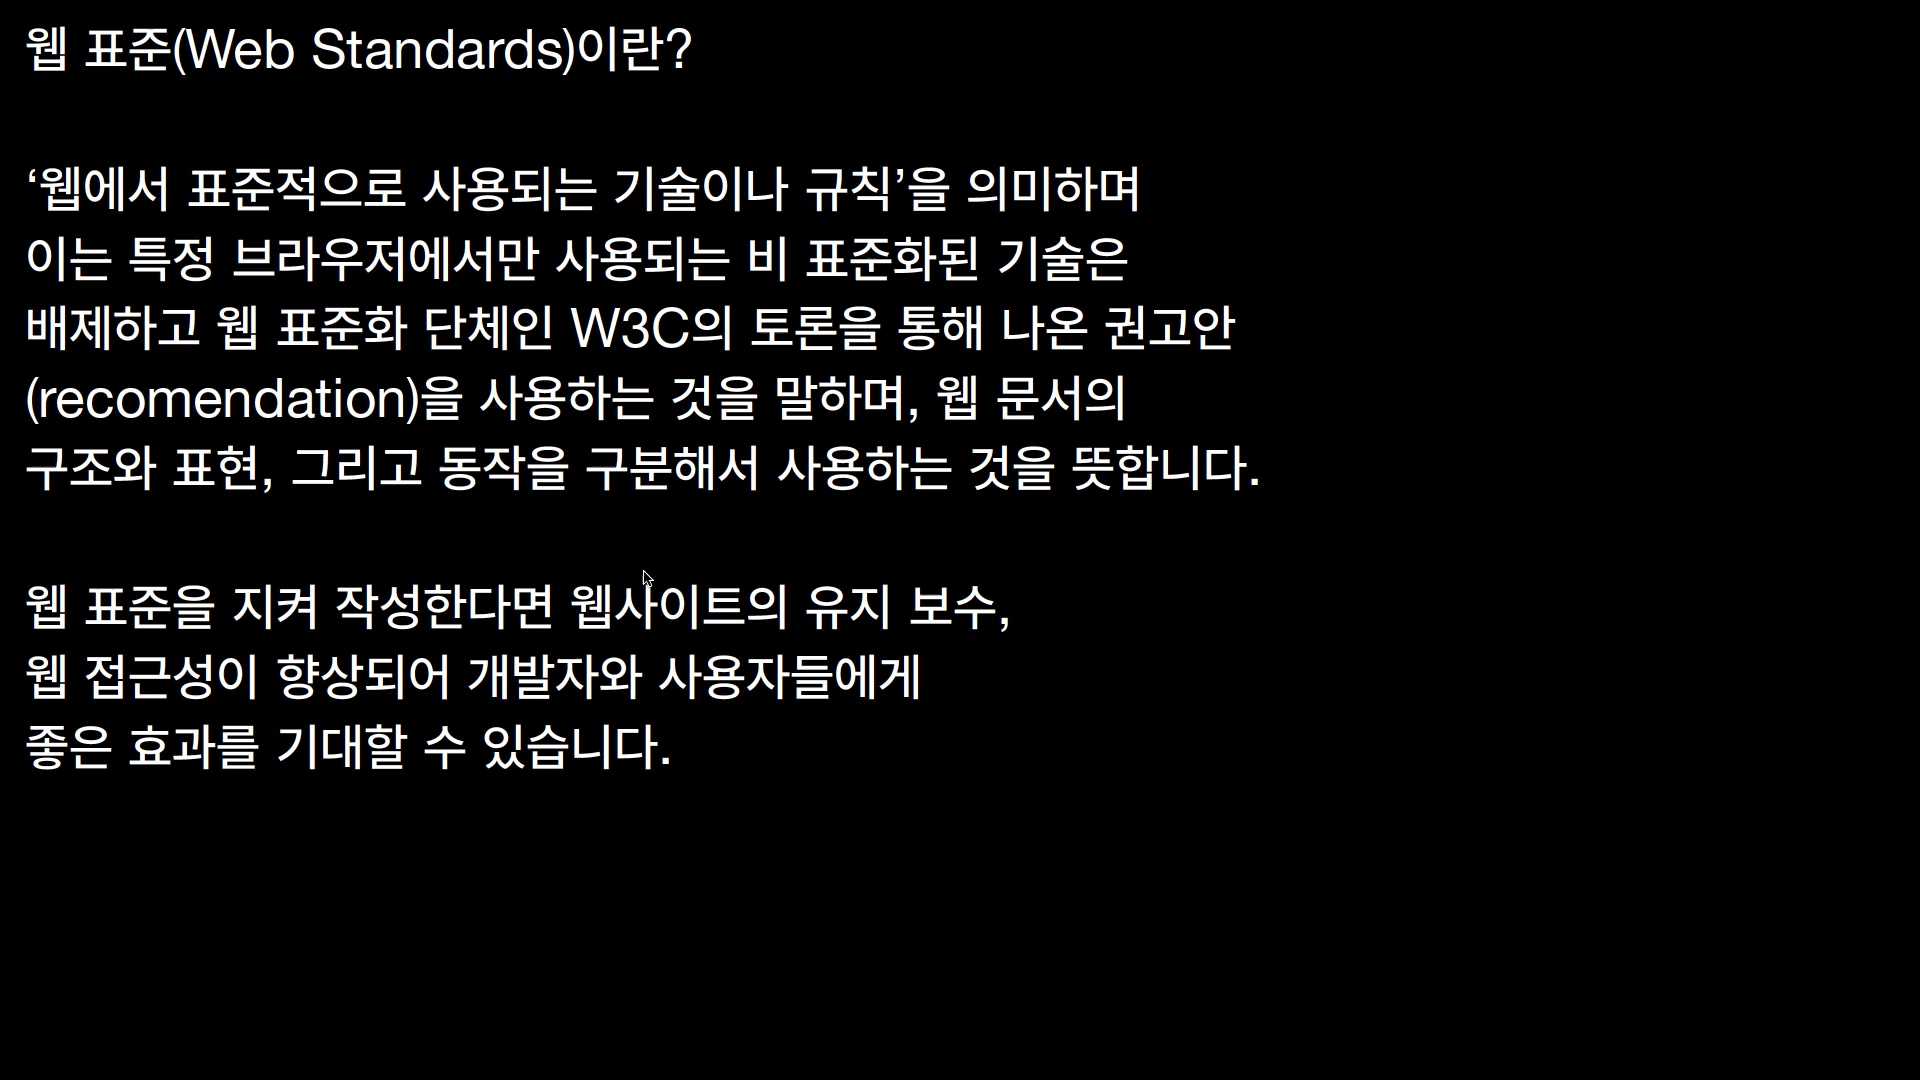 웹 표준(Web Standards)이란?
‘웹에서 표준적으로 사용되는 기술이나 규칙’을 의미하며
이는 특정 브라우저에서만 사용되는 비 표준화된 기술은
배제하고 웹 표준화 단체인 W3C의 토론을 통해 나온 권고안
(recomendation)을 사용하는 것을 말하며, 웹 문서의
구조와 표현, 그리고 동작을 구분해서 사용하는 것을 뜻합니다.
웹 표준을 지켜 작성한다면 웹사이트의 유지 보수,
웹 접근성이 향상되어 개발자와 사용자들에게
좋은 효과를 기대할 수 있습니다.